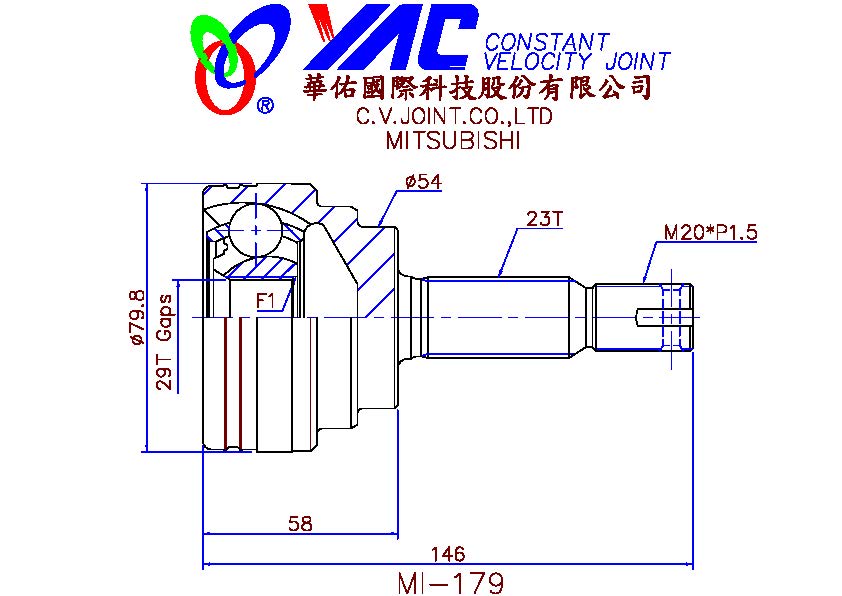 YAC CONSTANT
VELOCITY JOINT
®
華佑國際科技股份有限公司
C.V.JOINT.CO.,LTD
MITSUBISHI
ø54
23T
M20*P1.5
ø79.8
29T Gaps
F1
58
146
MI-179